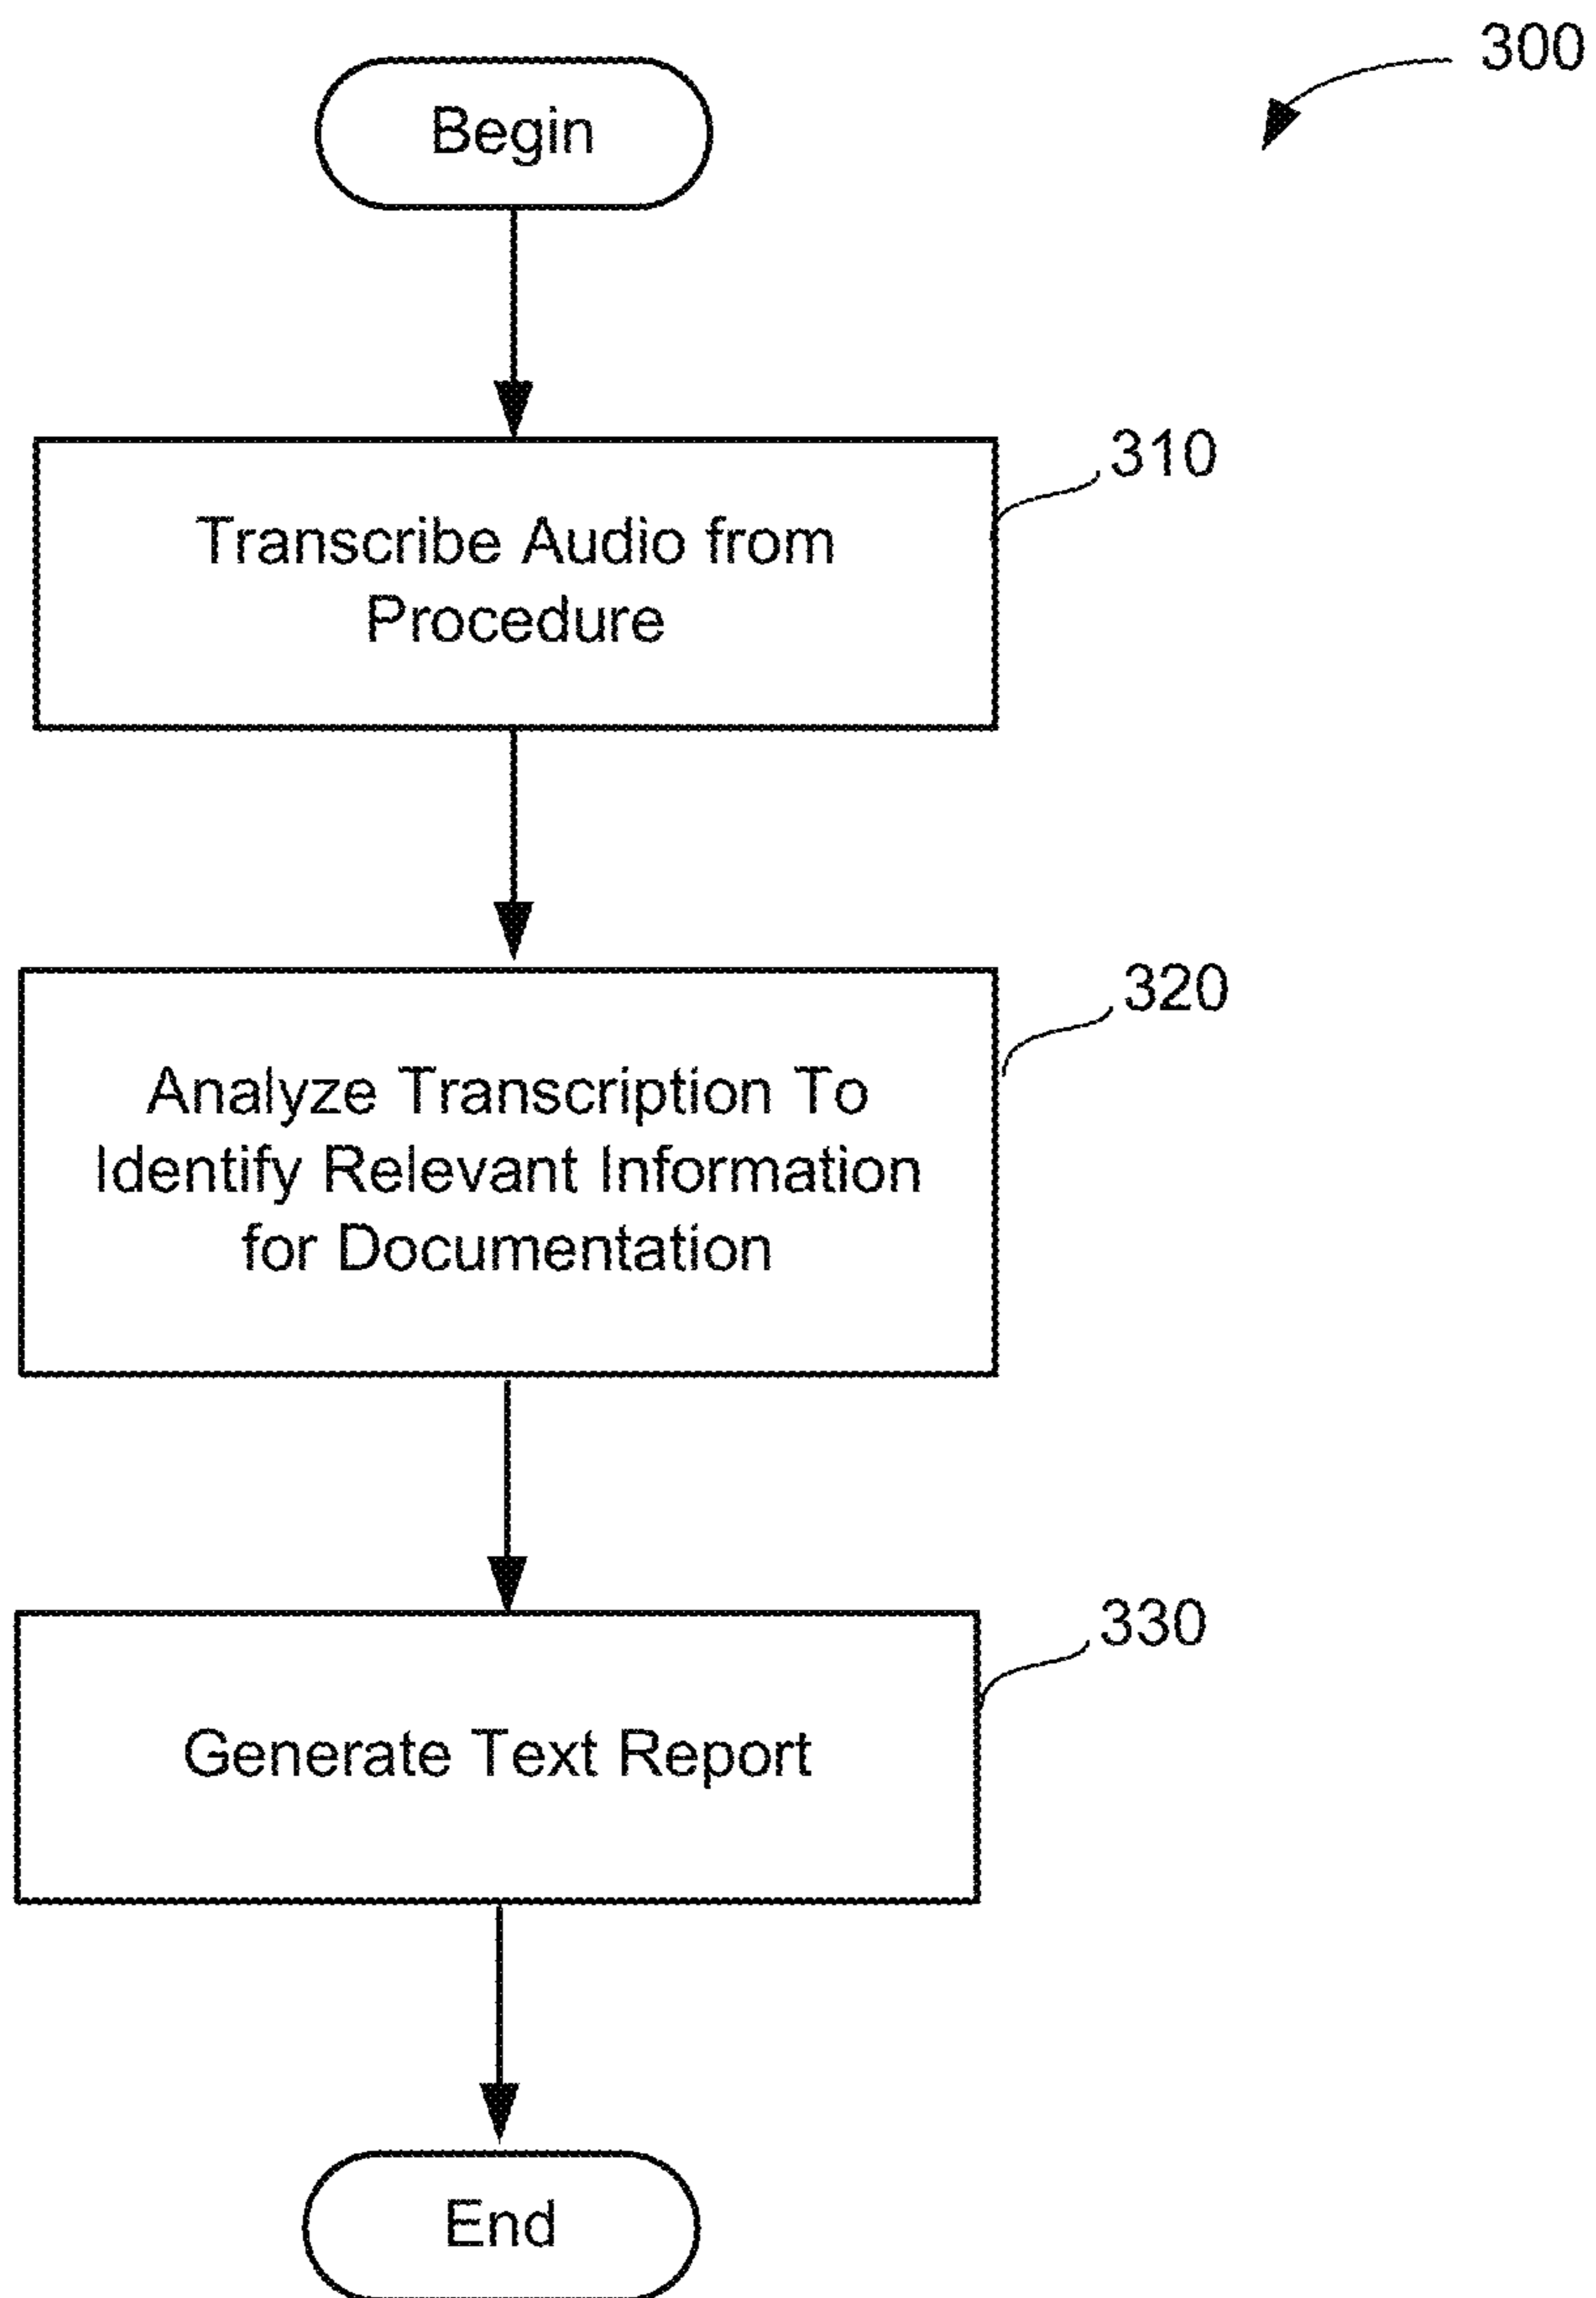 300
Begin
310
Transcribe Audio from
Procedure
320
Analyze Transcription To
Identify Relevant Information
for Documentation
330
Generate Text Report
End